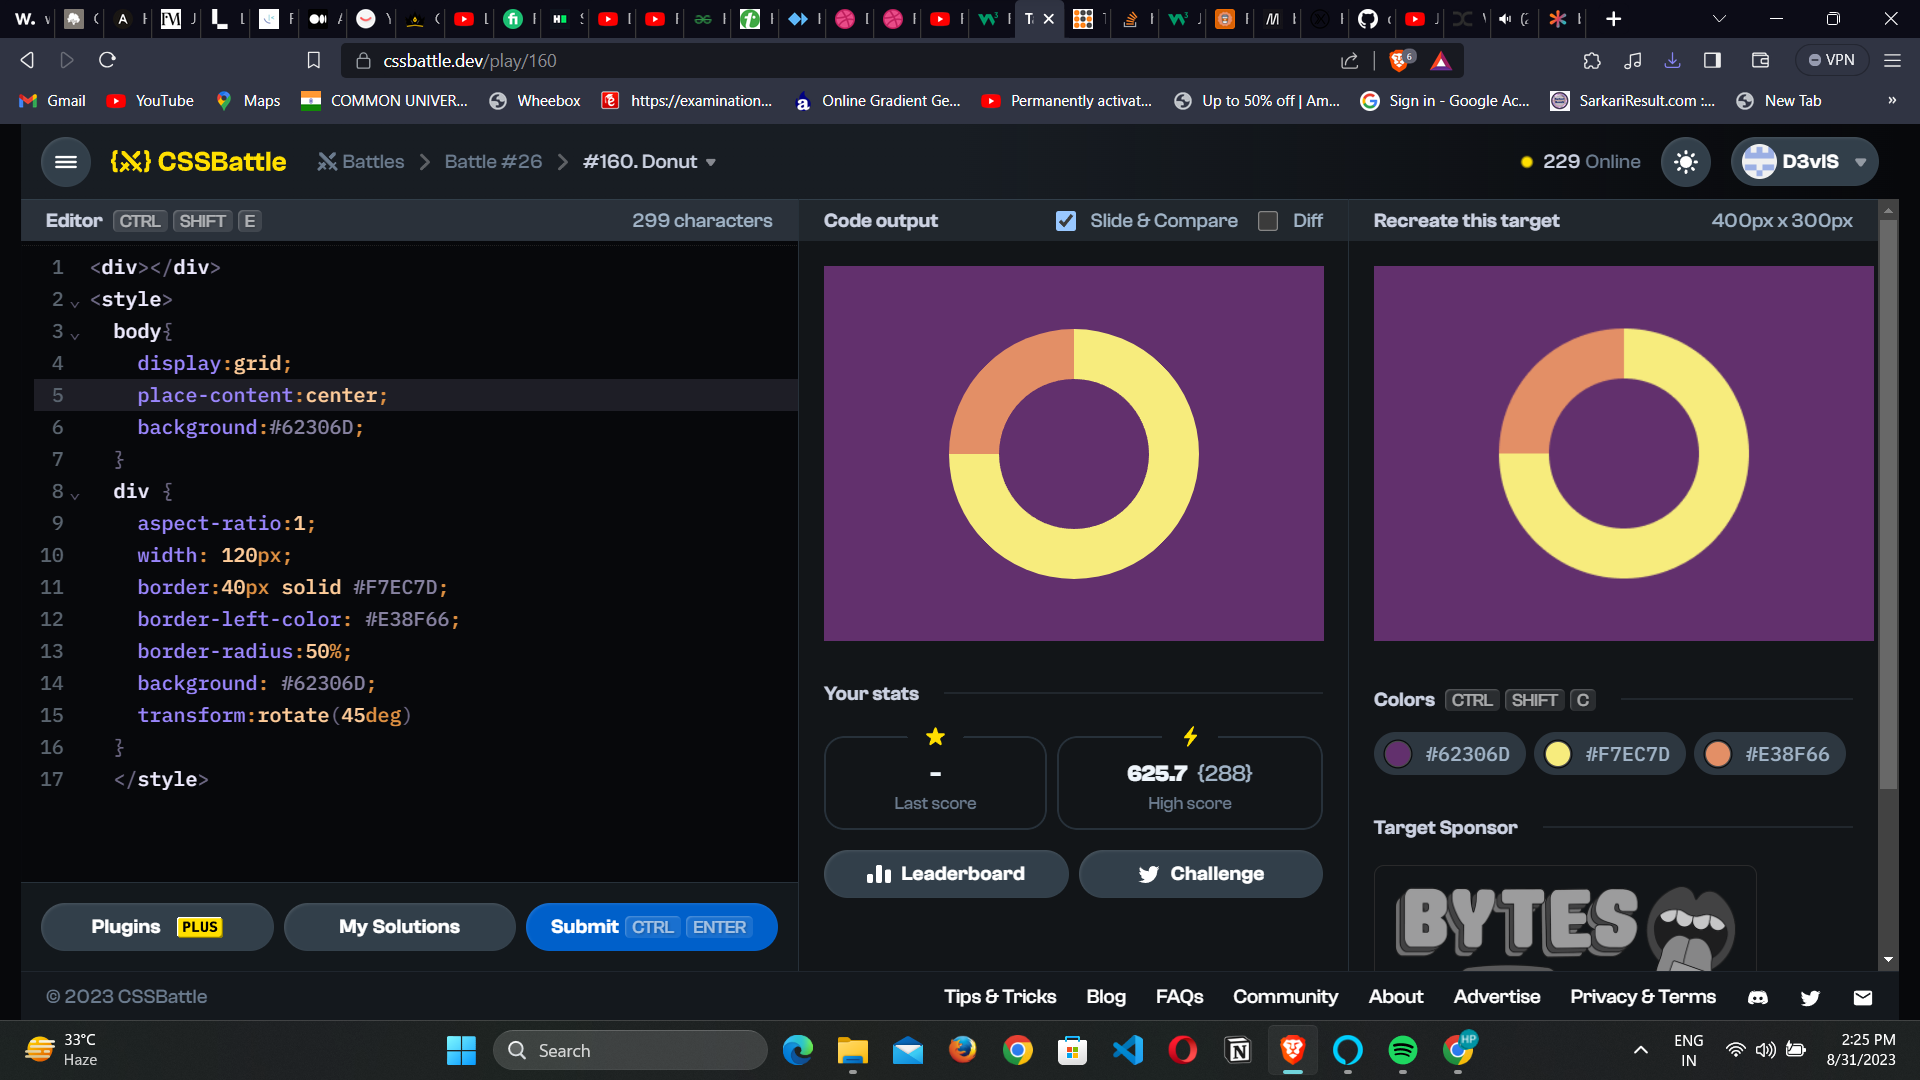 cssbattle.dev/play/160
6
VPN
Gmail
YouTube
Maps
COMMON UNIVER...
Wheebox
https://examination...
Online Gradient Ge...
Permanently activat...
Up to 50% off | Am...
Sign in - Google Ac...
SarkariResult.com :...
New Tab
»
CSSBattle
Battles
Battle #26
#160. Donut
229 Online
D3vlS
Editor CTRL SHIFT E
299 characters
Code output
Slide & Compare
Diff
Recreate this target
400px x 300px
1 <div></div>
2 <style>
3 body{
4 display:grid;
5 place-content:center;
6 background:#62306D;
7 }
8 div {
9 aspect-ratio:1;
10 width: 120px;
11 border:40px solid #F7EC7D;
12 border-left-color: #E38F66;
13 border-radius:50%;
14 background: #62306D;
15 transform:rotate(45deg)
16 }
17 </style>
Your stats
-
Last score
625.7 {288}
High score
Leaderboard
Challenge
Colors CTRL SHIFT C
#62306D
#F7EC7D
#E38F66
Target Sponsor
BYTES
Plugins PLUS
My Solutions
Submit CTRL ENTER
© 2023 CSSBattle
Tips & Tricks
Blog
FAQs
Community
About
Advertise
Privacy & Terms
33°C
Haze
Search
HP
ENG
IN
2:25 PM
8/31/2023